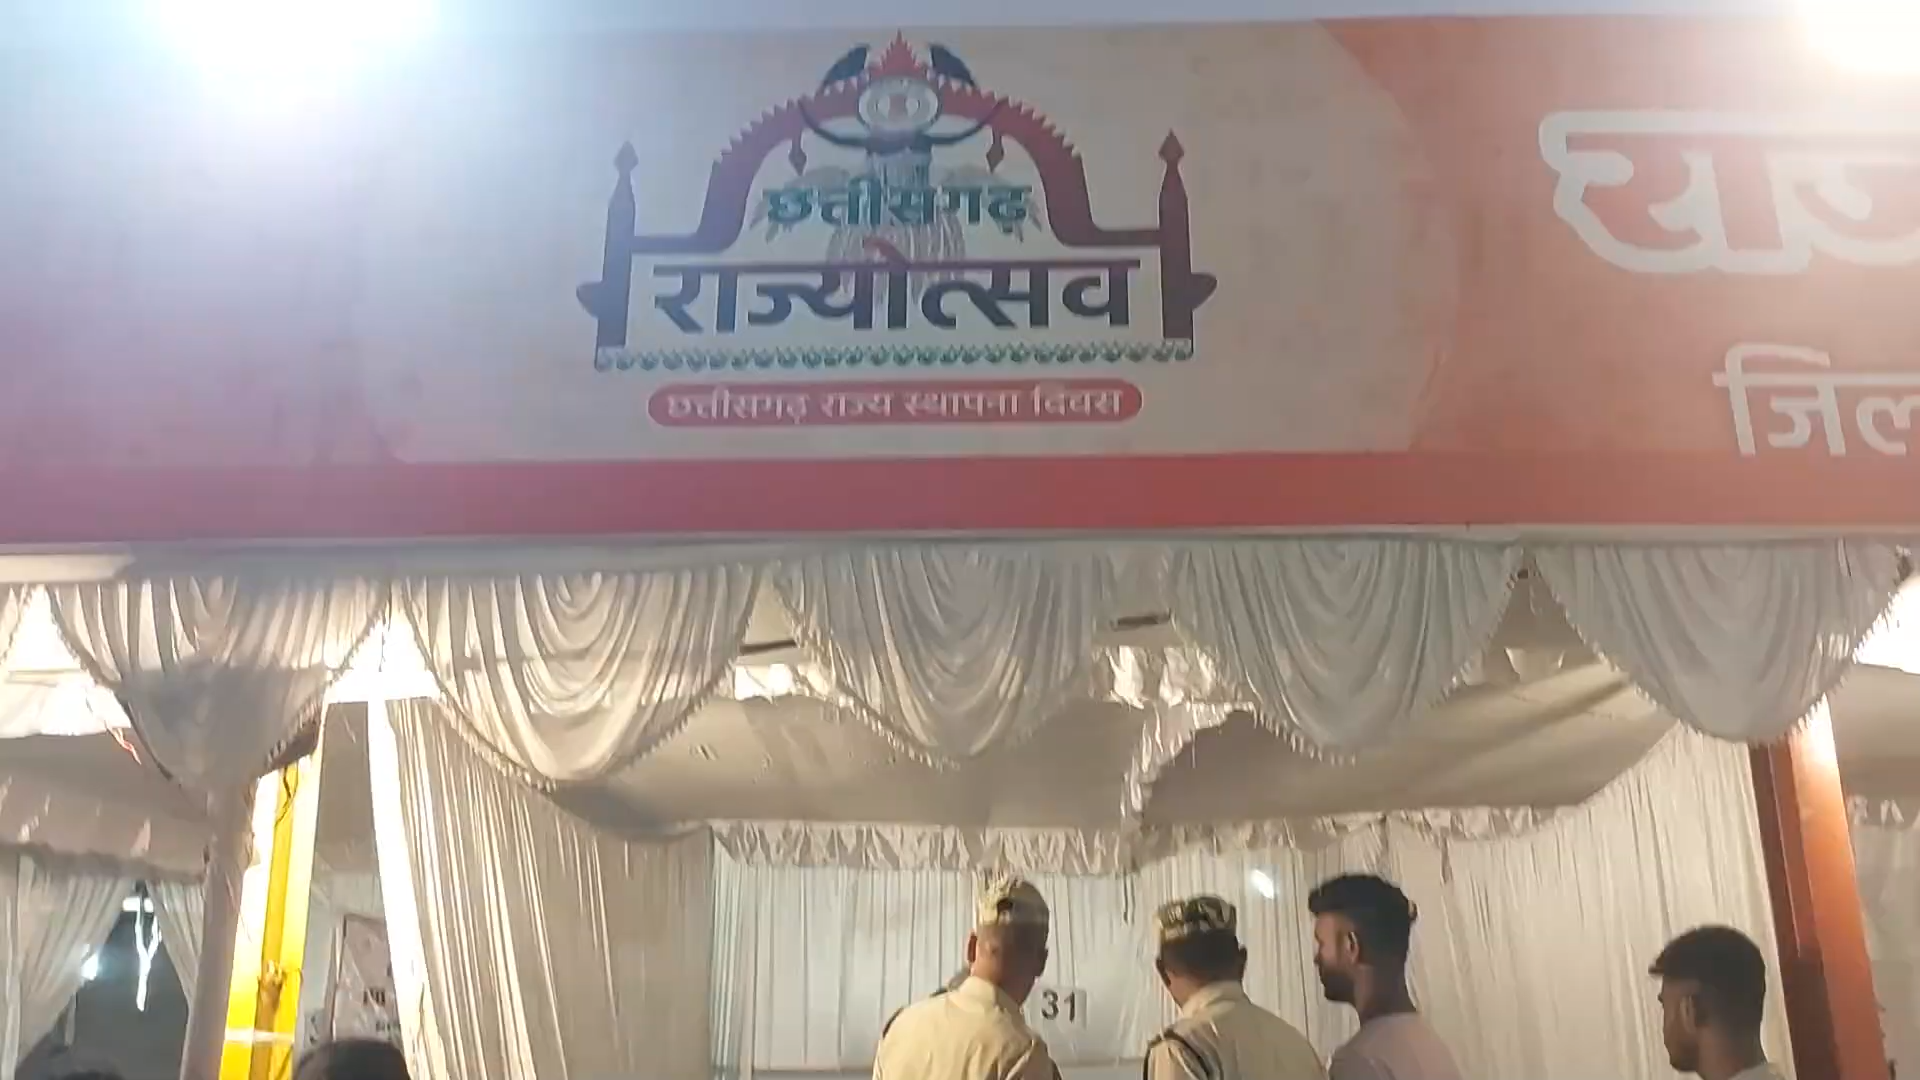 छत्तीसगढ़
राज्योत्सव
छत्तीसगढ़ राज्य स्थापना दिवस
31